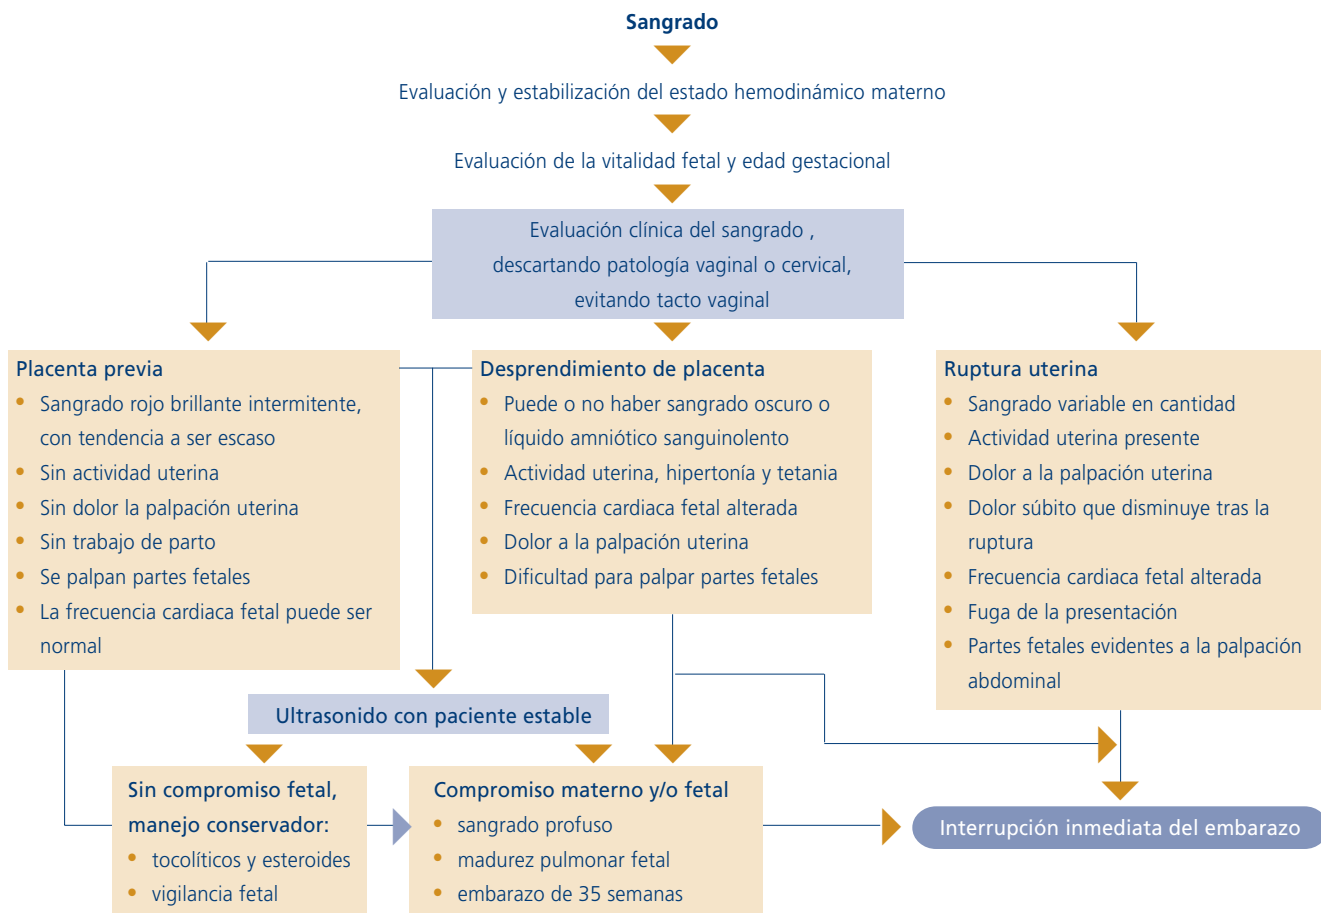 Sangrado
Evaluación y estabilización del estado hemodinámico materno
Evaluación de la vitalidad fetal y edad gestacional
Evaluación clínica del sangrado ,
descartando patología vaginal o cervical,
evitando tacto vaginal
Placenta previa
• Sangrado rojo brillante intermitente,
con tendencia a ser escaso
• Sin actividad uterina
• Sin dolor la palpación uterina
• Sin trabajo de parto
• Se palpan partes fetales
• La frecuencia cardiaca fetal puede ser
normal
Desprendimiento de placenta
• Puede o no haber sangrado oscuro o
líquido amniótico sanguinolento
• Actividad uterina, hipertonía y tetania
• Frecuencia cardiaca fetal alterada
• Dolor a la palpación uterina
• Dificultad para palpar partes fetales
Ruptura uterina
• Sangrado variable en cantidad
• Actividad uterina presente
• Dolor a la palpación uterina
• Dolor súbito que disminuye tras la
ruptura
• Frecuencia cardiaca fetal alterada
• Fuga de la presentación
• Partes fetales evidentes a la palpación
abdominal
Ultrasonido con paciente estable
Sin compromiso fetal,
manejo conservador:
• tocolíticos y esteroides
• vigilancia fetal
Compromiso materno y/o fetal
• sangrado profuso
• madurez pulmonar fetal
• embarazo de 35 semanas
Interrupción inmediata del embarazo